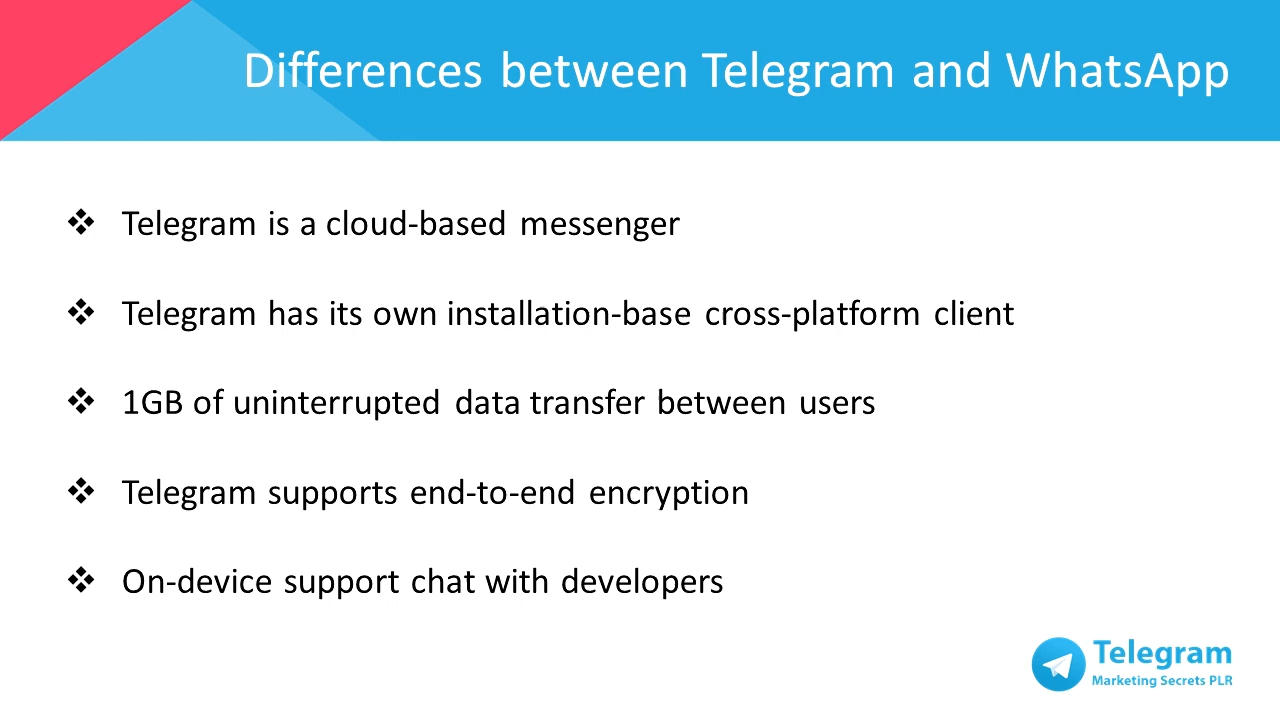 Differences between Telegram and WhatsApp
❖ Telegram is a cloud-based messenger
❖ Telegram has its own installation-base cross-platform client
❖ 1GB of uninterrupted data transfer between users
❖ Telegram supports end-to-end encryption
❖ On-device support chat with developers
Telegram
Marketing Secrets PLR